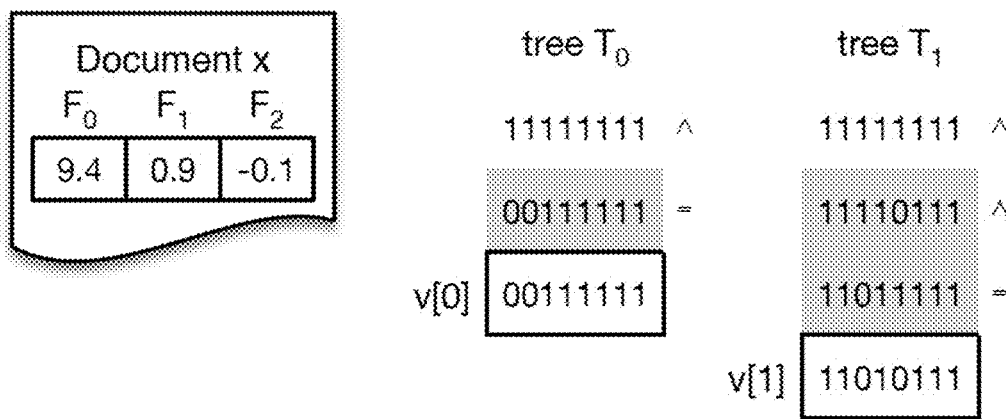 Document x
F₀ F₁ F₂
9.4 0.9 -0.1
tree T₀
11111111 ∧
00111111 =
v[0] 00111111
tree T₁
11111111 ∧
11110111 ∧
11011111 =
v[1] 11010111